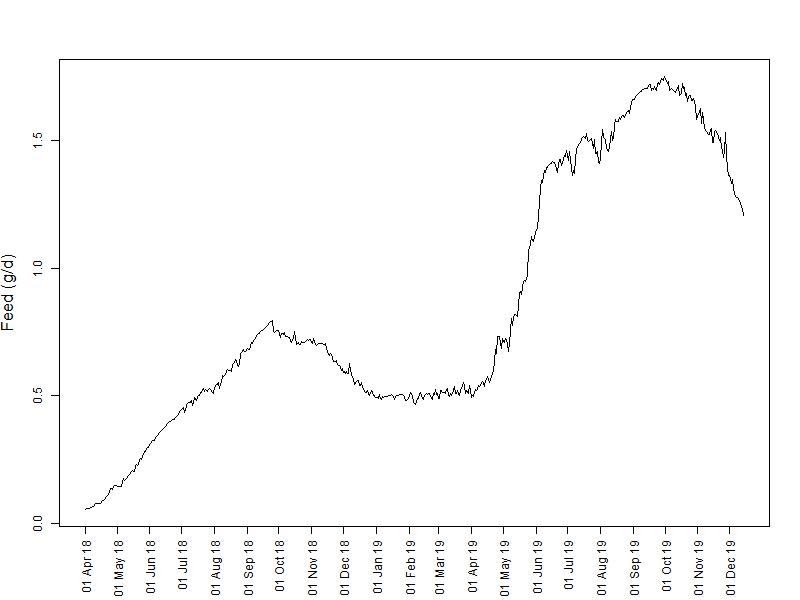 Feed (g/d)
1.5
1.0
0.5
0.0
01 Apr 18
01 May 18
01 Jun 18
01 Jul 18
01 Aug 18
01 Sep 18
01 Oct 18
01 Nov 18
01 Dec 18
01 Jan 19
01 Feb 19
01 Mar 19
01 Apr 19
01 May 19
01 Jun 19
01 Jul 19
01 Aug 19
01 Sep 19
01 Oct 19
01 Nov 19
01 Dec 19